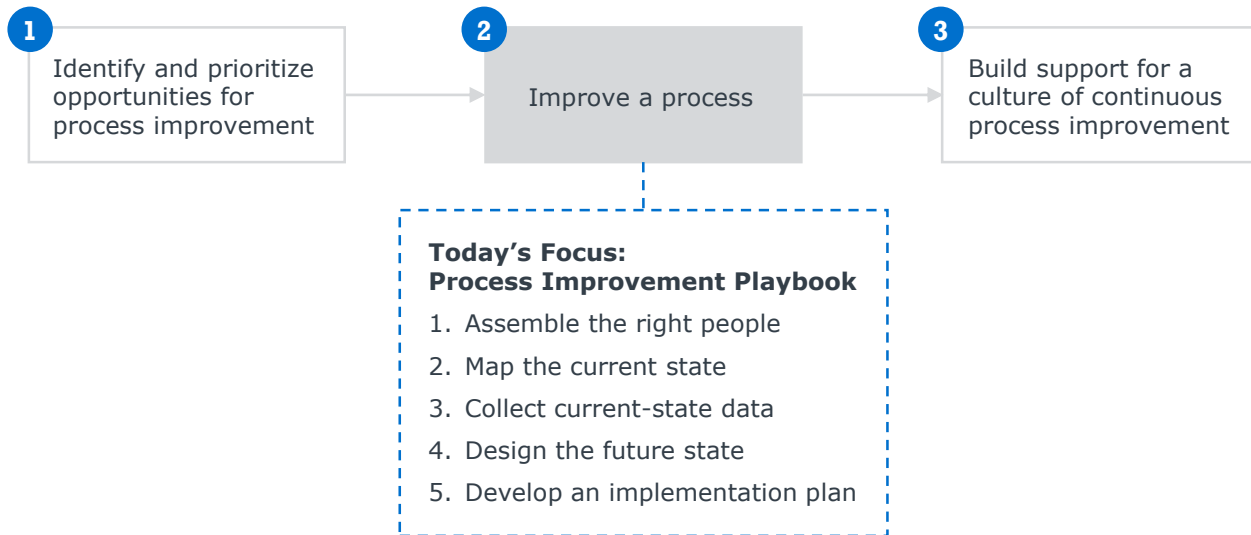 1
Identify and prioritize
opportunities for
process improvement
2
Improve a process
3
Build support for a
culture of continuous
process improvement
Today’s Focus:
Process Improvement Playbook
1. Assemble the right people
2. Map the current state
3. Collect current-state data
4. Design the future state
5. Develop an implementation plan